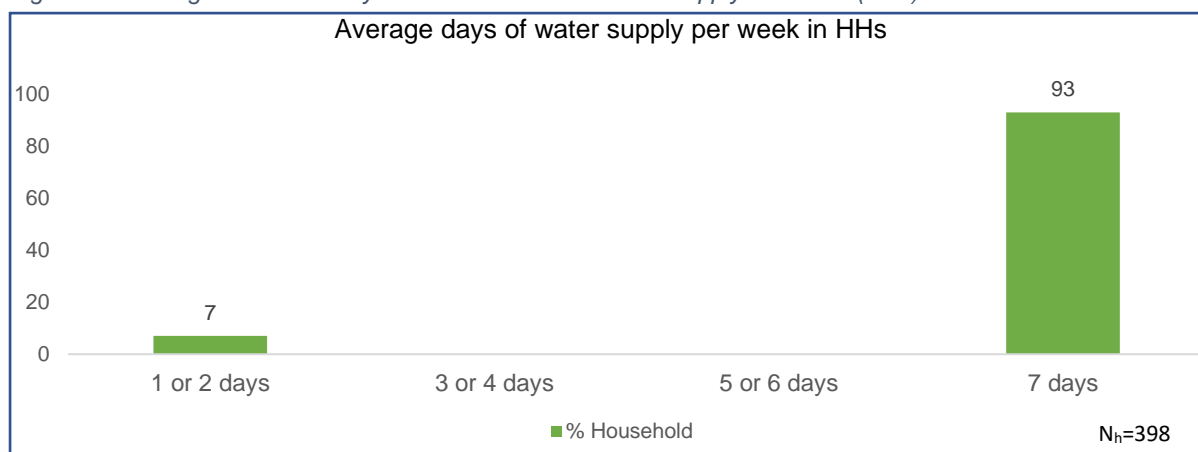 Average days of water supply per week in HHs
100
80
60
40
20
0
7
93
1 or 2 days
3 or 4 days
5 or 6 days
7 days
% Household
Nₕ=398